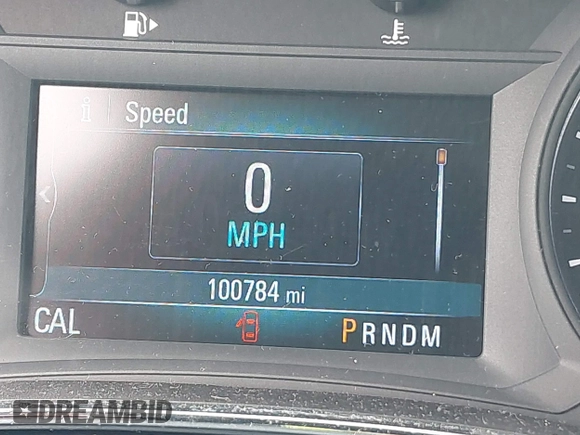 i Speed
0
MPH
100784 mi
CAL
PRNDM
DREAMBID